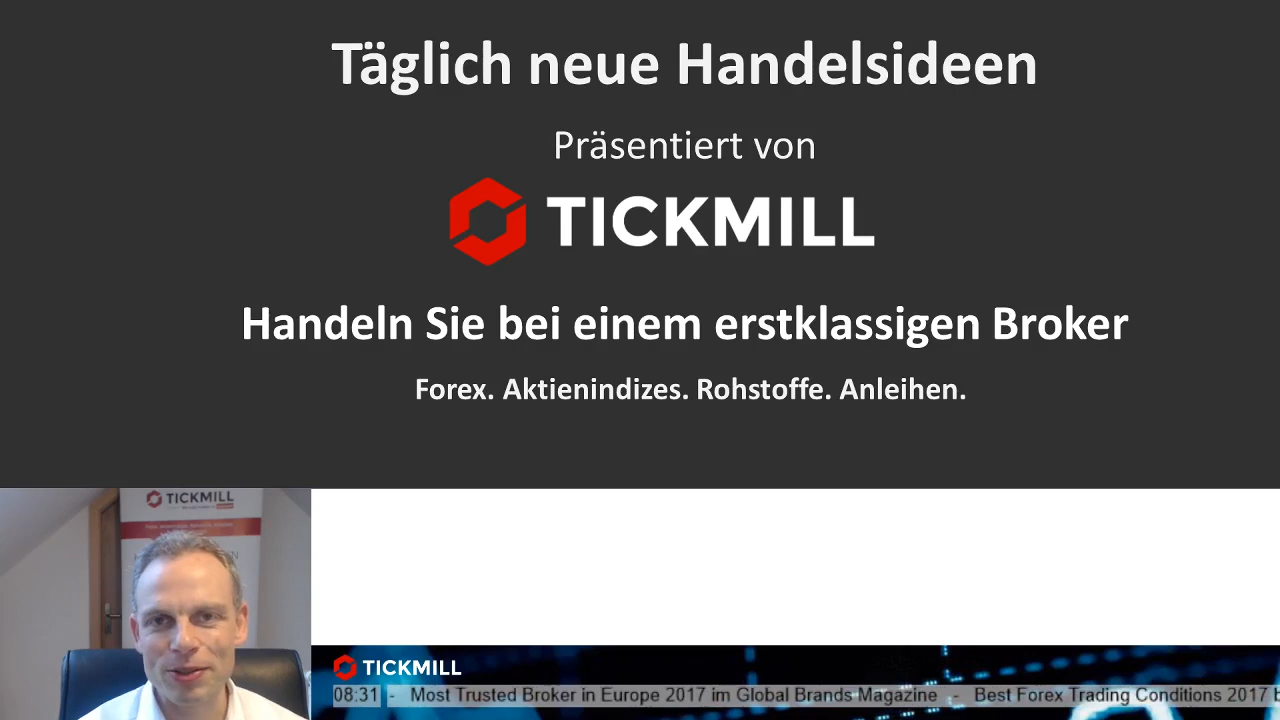 Täglich neue Handelsideen
Präsentiert von
TICKMILL
Handeln Sie bei einem erstklassigen Broker
Forex. Aktienindizes. Rohstoffe. Anleihen.
TICKMILL
TICKMILL
08:31 - Most Trusted Broker in Europe 2017 im Global Brands Magazine - Best Forex Trading Conditions 2017 b